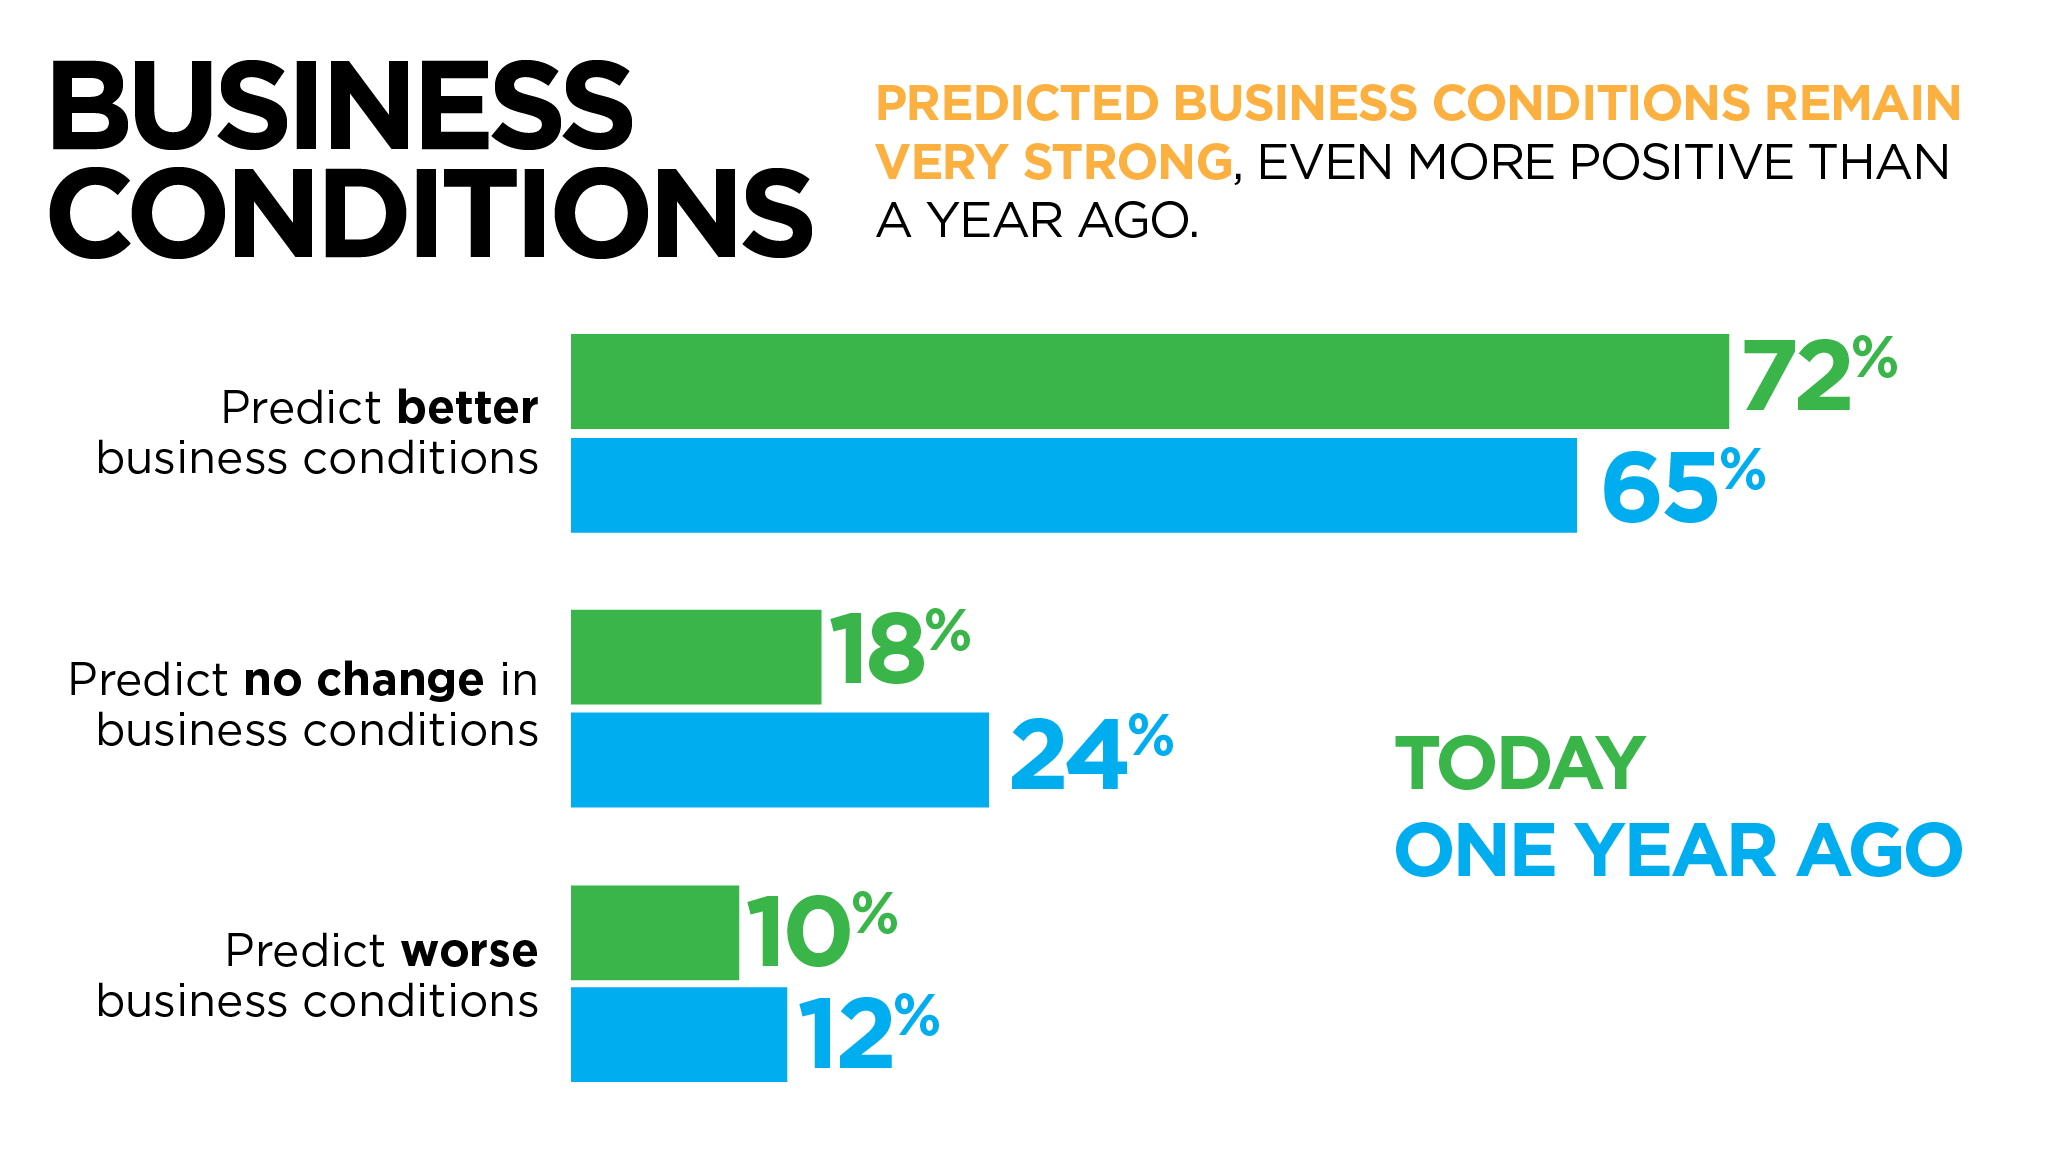 BUSINESS
CONDITIONS
PREDICTED BUSINESS CONDITIONS REMAIN
VERY STRONG, EVEN MORE POSITIVE THAN
A YEAR AGO.
Predict better
business conditions
72%
65%
Predict no change in
business conditions
18%
24%
Predict worse
business conditions
10%
12%
TODAY
ONE YEAR AGO